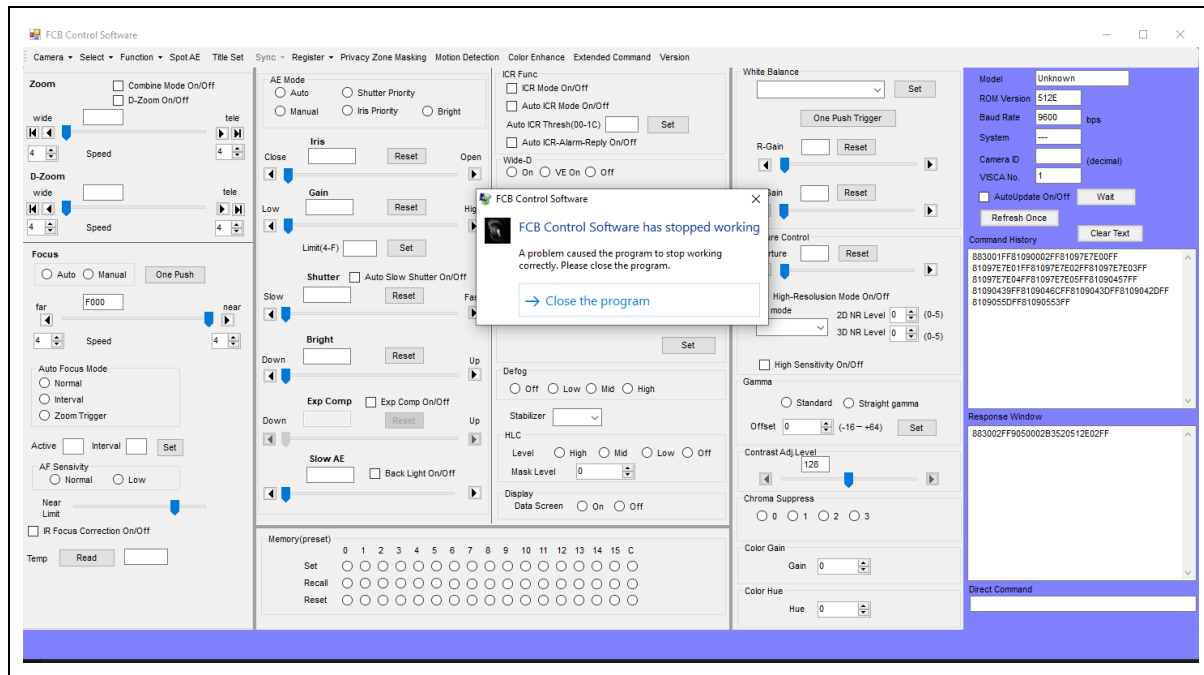 FCB Control Software
Camera Select Function Spot AE Title Set Sync Register Privacy Zone Masking Motion Detection Color Enhance Extended Command Version
Zoom
Combine Mode On/Off
D-Zoom On/Off
wide tele
4 Speed 4
D-Zoom
wide tele
4 Speed 4
Focus
Auto Manual One Push
far F000 near
4 Speed 4
Auto Focus Mode
Normal
Interval
Zoom Trigger
Active Interval Set
AF Sensivity
Normal Low
Near
Limit
IR Focus Correction On/Off
Temp Read
AE Mode
Auto Shutter Priority
Manual Iris Priority Bright
Iris
Close Reset Open
Gain
Low Reset Hig
Limit(4-F) Set
Shutter Auto Slow Shutter On/Off
Slow Reset Fas
Bright
Down Reset Up
Exp Comp Exp Comp On/Off
Down Reset Up
Slow AE
Back Light On/Off
ICR Func
ICR Mode On/Off
Auto ICR Mode On/Off
Auto ICR Thresh(00-1C) Set
Auto ICR-Alarm-Reply On/Off
Wide-D
On VE On Off
Set
Defog
Off Low Mid High
Stabilizer
HLC
Level High Mid Low Off
Mask Level 0
Display
Data Screen On Off
Memory(preset)
0 1 2 3 4 5 6 7 8 9 10 11 12 13 14 15 C
Set
Recall
Reset
FCB Control Software
FCB Control Software has stopped working
A problem caused the program to stop working
correctly. Please close the program.
→ Close the program
White Balance
Set
One Push Trigger
R-Gain Reset
Gain Reset
ure Control
rture Reset
High-Resolusion Mode On/Off
mode 2D NR Level 0 (0-5)
3D NR Level 0 (0-5)
High Sensitivity On/Off
Gamma
Standard Straight gamma
Offset 0 (-16－+64) Set
Contrast Adj.Level
128
Chroma Suppress
0 1 2 3
Color Gain
Gain 0
Color Hue
Hue 0
Model Unknown
ROM Version 512E
Baud Rate 9600 bps
System ---
Camera ID (decimal)
VISCA No. 1
AutoUpdate On/Off Wait
Refresh Once
Clear Text
Command History
883001FF81090002FF81097E7E00FF
81097E7E01FF81097E7E02FF81097E7E03FF
81097E7E04FF81097E7E05FF81090457FF
81090439FF8109046CFF8109043DFF8109042DFF
8109055DFF81090553FF
Response Window
883002FF9050002B3520512E02FF
Direct Command